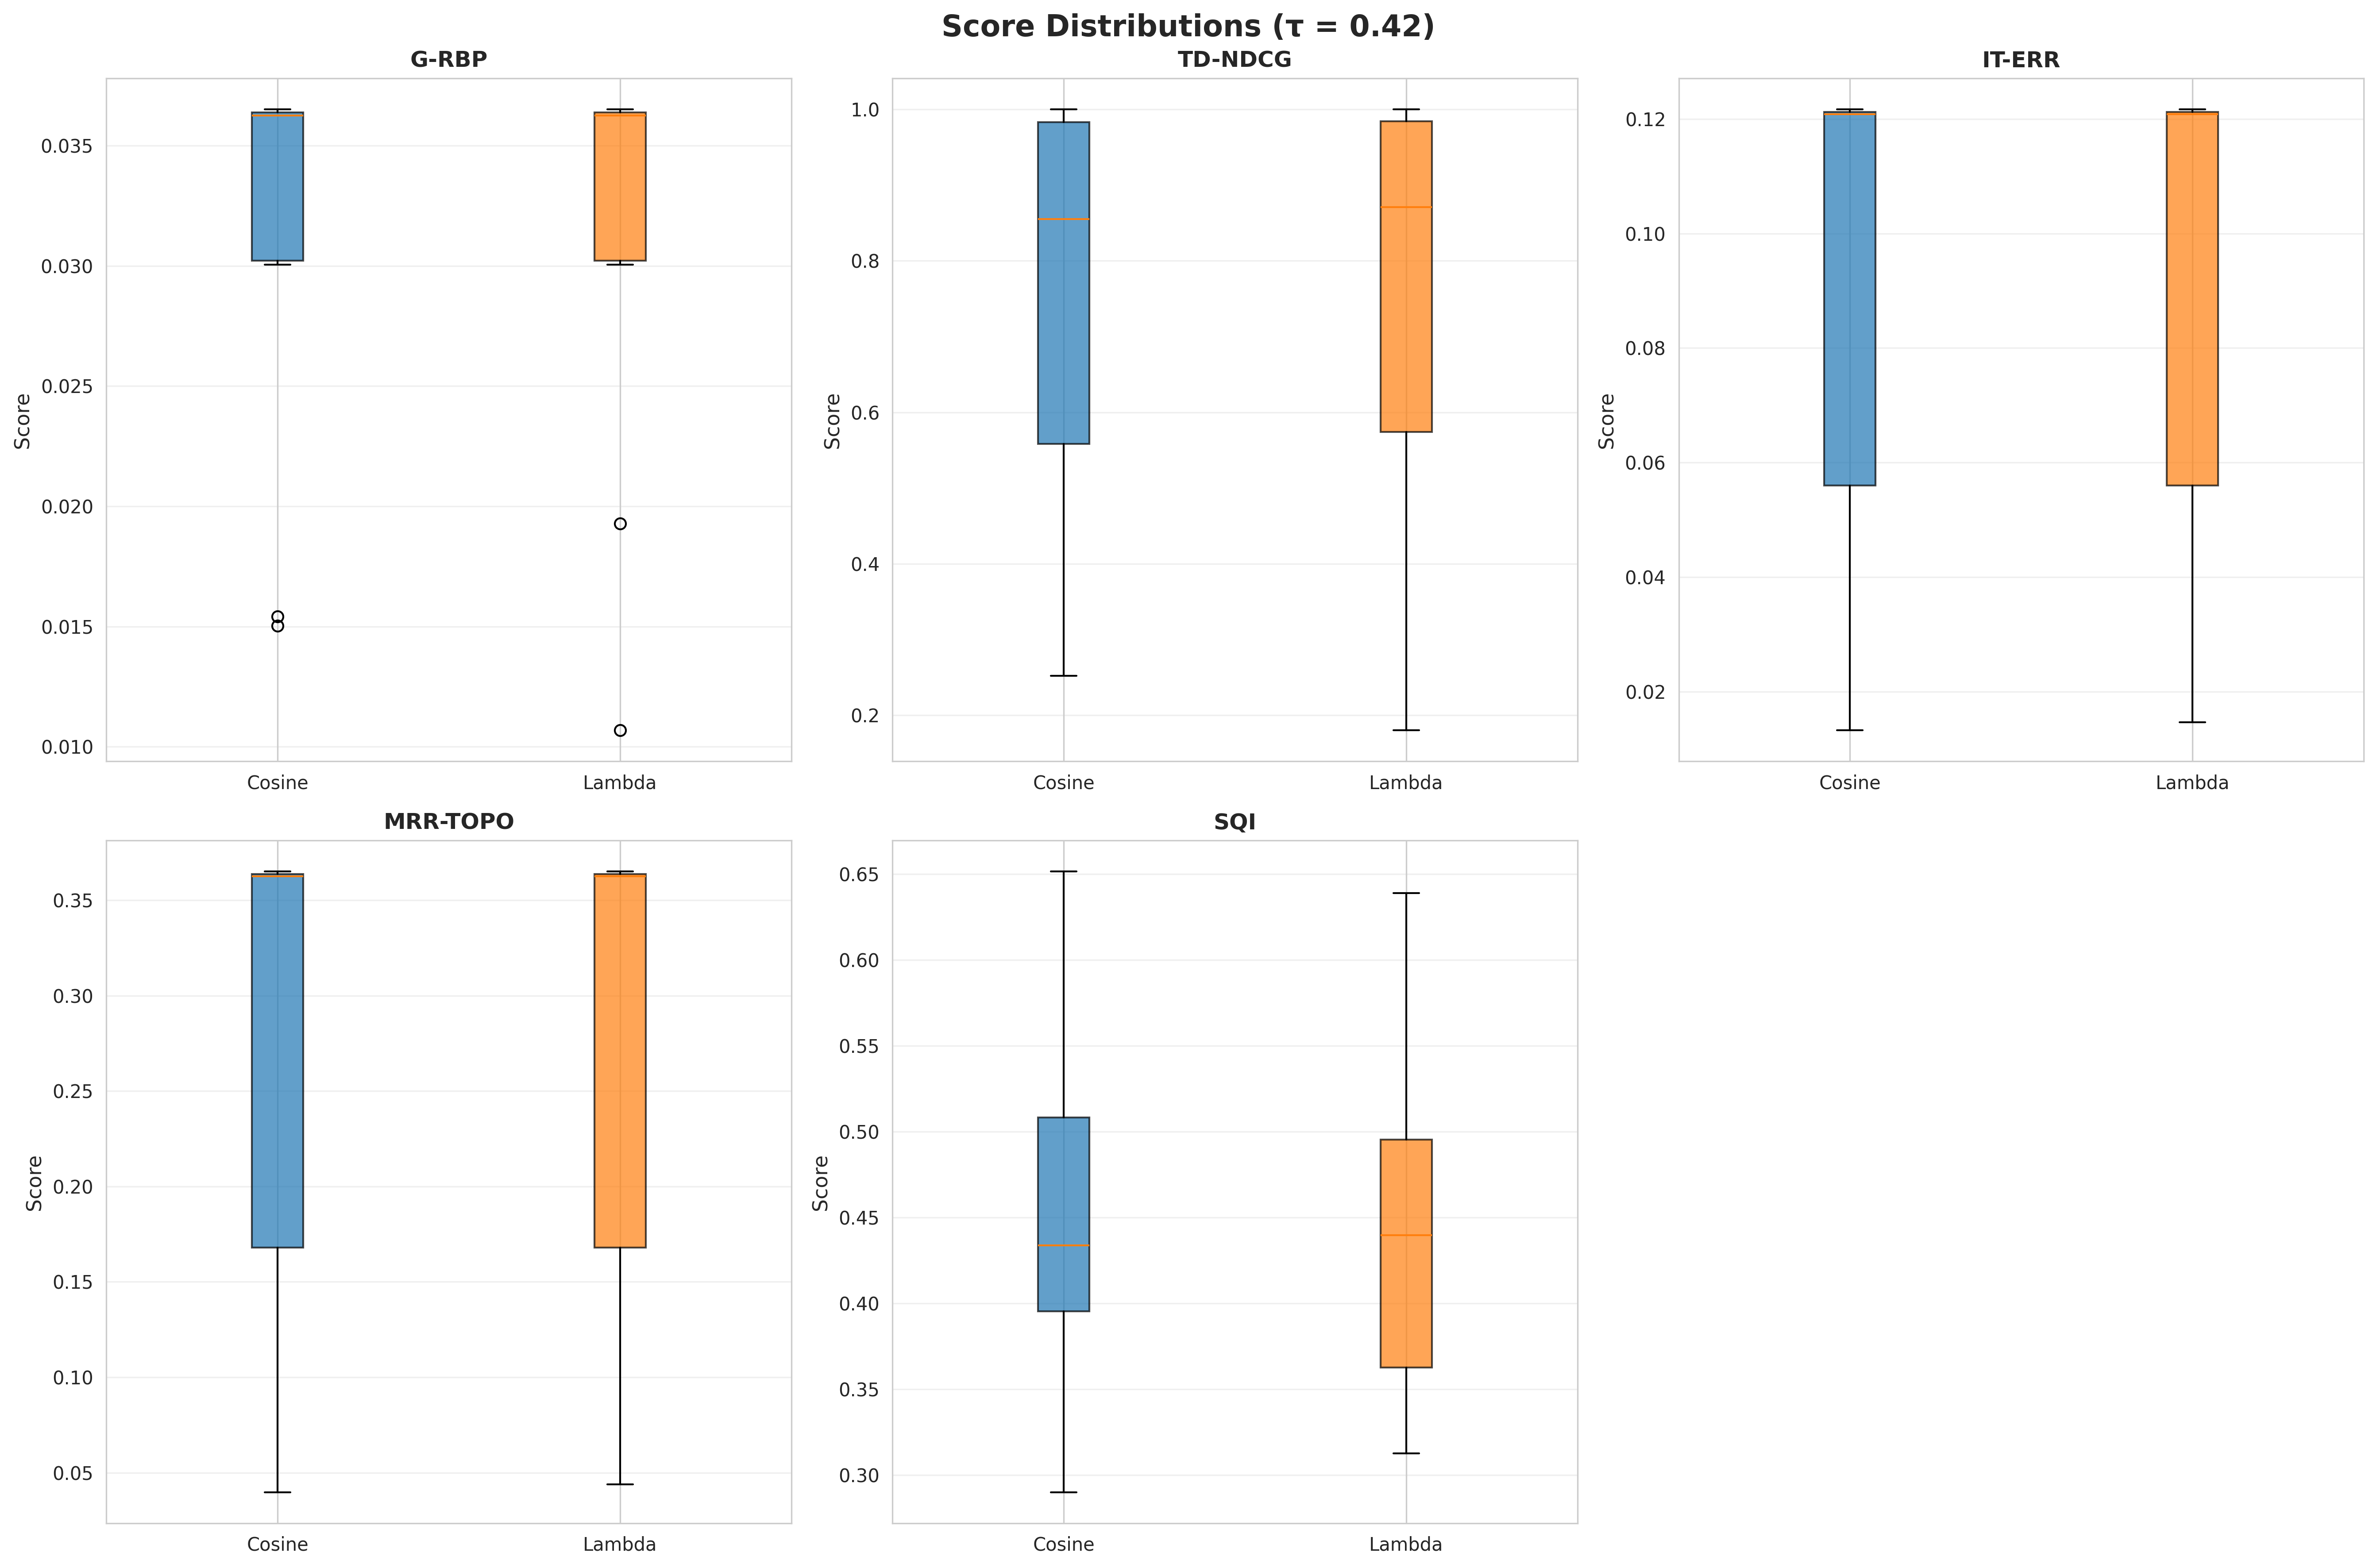 Score Distributions (τ = 0.42)
G-RBP
Score
0.035
0.030
0.025
0.020
0.015
0.010
Cosine
Lambda
TD-NDCG
Score
1.0
0.8
0.6
0.4
0.2
Cosine
Lambda
IT-ERR
Score
0.12
0.10
0.08
0.06
0.04
0.02
Cosine
Lambda
MRR-TOPO
Score
0.35
0.30
0.25
0.20
0.15
0.10
0.05
Cosine
Lambda
SQI
Score
0.65
0.60
0.55
0.50
0.45
0.40
0.35
0.30
Cosine
Lambda